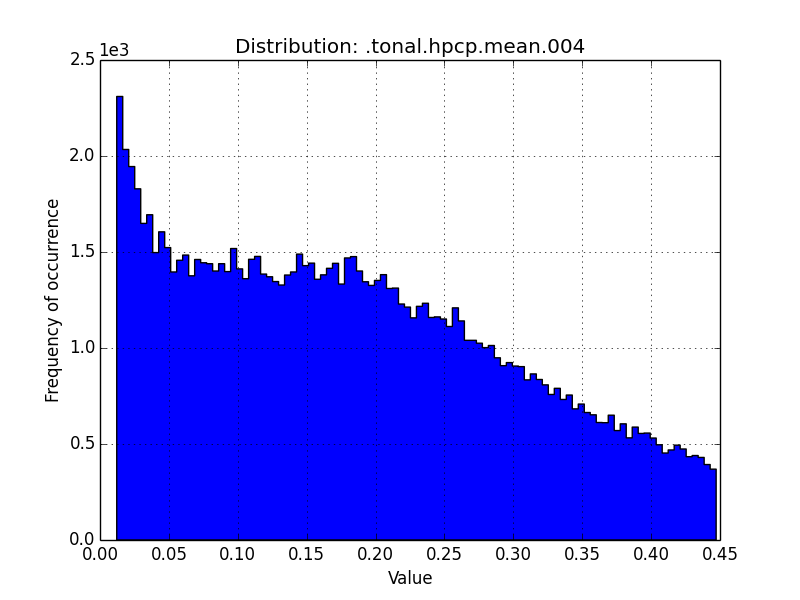 Distribution: .tonal.hpcp.mean.004
1e3
2.5
2.0
1.5
1.0
0.5
0.0
Frequency of occurrence
0.00 0.05 0.10 0.15 0.20 0.25 0.30 0.35 0.40 0.45
Value